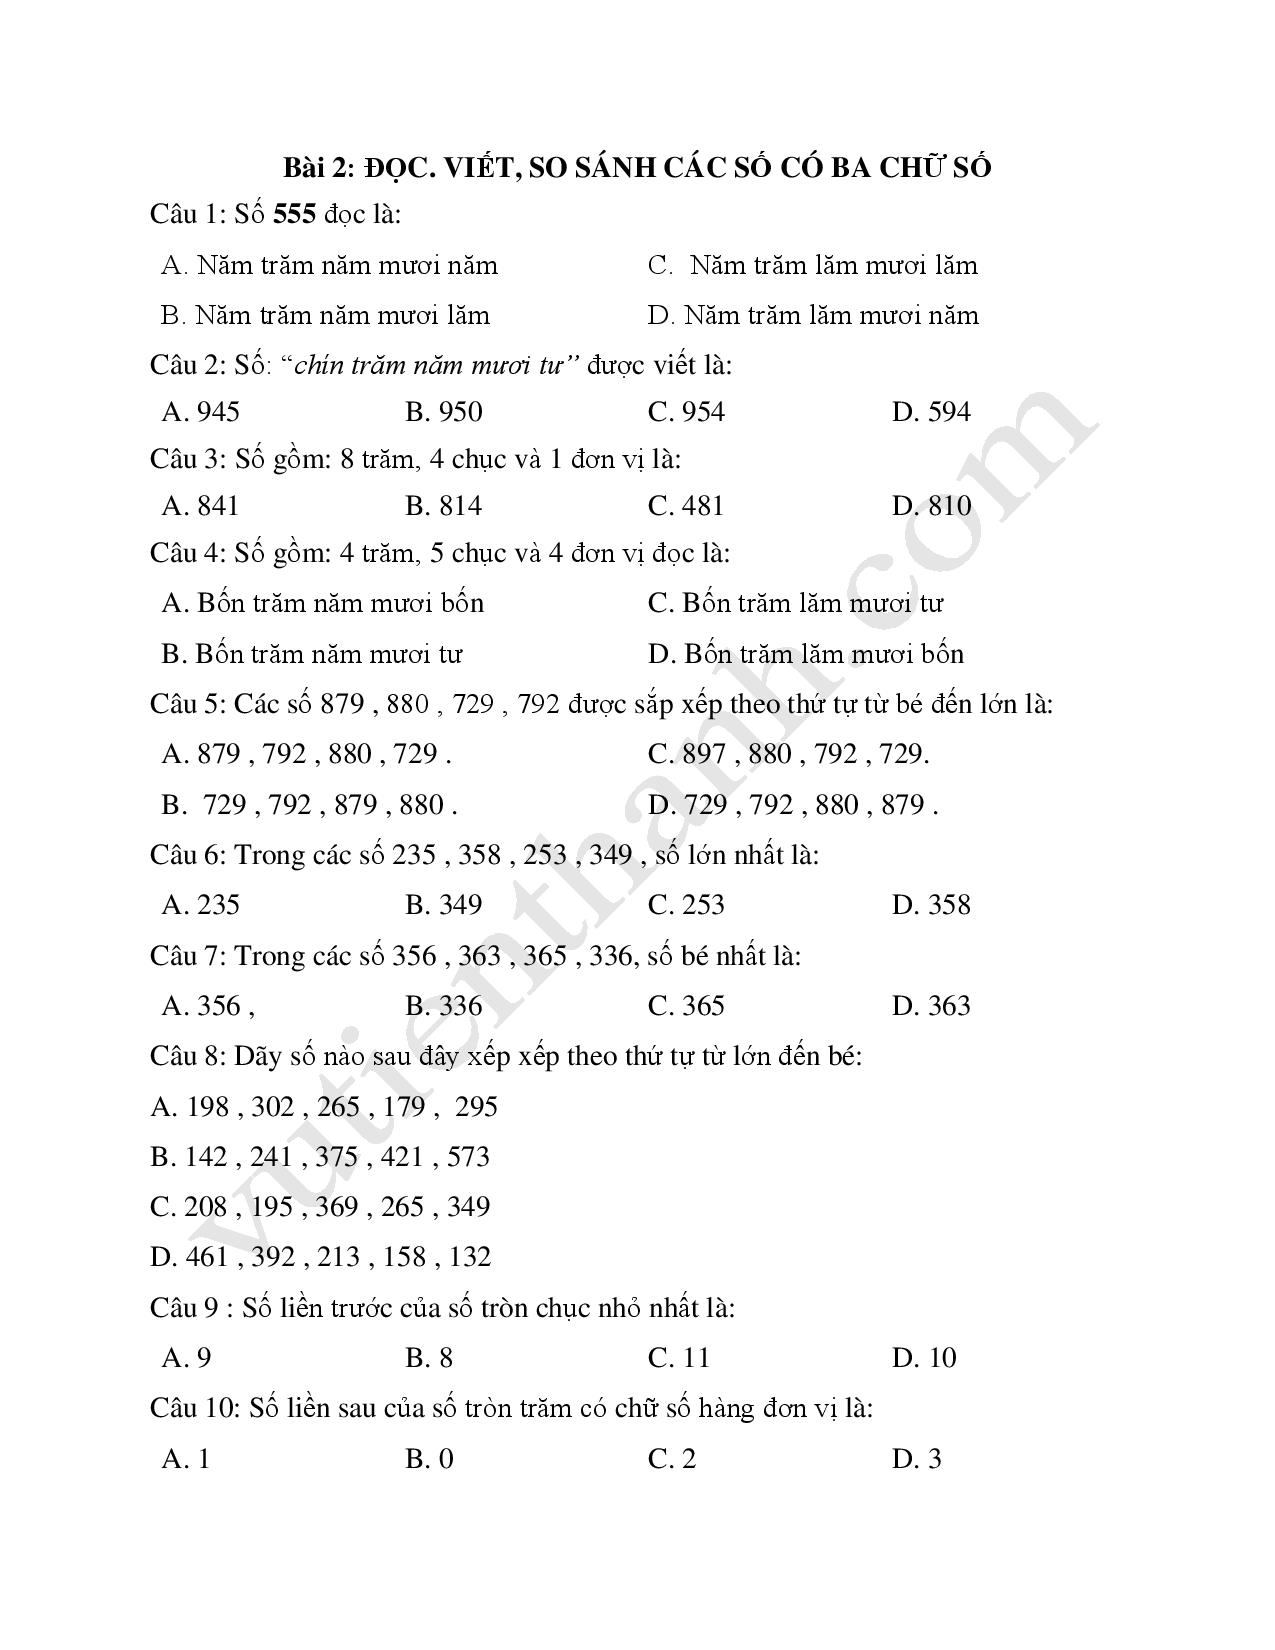 Bài 2: ĐỌC. VIẾT, SO SÁNH CÁC SỐ CÓ BA CHỮ SỐ
Câu 1: Số 555 đọc là:
A. Năm trăm năm mươi năm C. Năm trăm lăm mươi lăm
B. Năm trăm năm mươi lăm D. Năm trăm lăm mươi năm
Câu 2: Số: “chín trăm năm mươi tư” được viết là:
A. 945 B. 950 C. 954 D. 594
Câu 3: Số gồm: 8 trăm, 4 chục và 1 đơn vị là:
A. 841 B. 814 C. 481 D. 810
Câu 4: Số gồm: 4 trăm, 5 chục và 4 đơn vị đọc là:
A. Bốn trăm năm mươi bốn C. Bốn trăm lăm mươi tư
B. Bốn trăm năm mươi tư D. Bốn trăm lăm mươi bốn
Câu 5: Các số 879 , 880 , 729 , 792 được sắp xếp theo thứ tự từ bé đến lớn là:
A. 879 , 792 , 880 , 729 . C. 897 , 880 , 792 , 729.
B. 729 , 792 , 879 , 880 . D. 729 , 792 , 880 , 879 .
Câu 6: Trong các số 235 , 358 , 253 , 349 , số lớn nhất là:
A. 235 B. 349 C. 253 D. 358
Câu 7: Trong các số 356 , 363 , 365 , 336, số bé nhất là:
A. 356 , B. 336 C. 365 D. 363
Câu 8: Dãy số nào sau đây xếp xếp theo thứ tự từ lớn đến bé:
A. 198 , 302 , 265 , 179 , 295
B. 142 , 241 , 375 , 421 , 573
C. 208 , 195 , 369 , 265 , 349
D. 461 , 392 , 213 , 158 , 132
Câu 9 : Số liền trước của số tròn chục nhỏ nhất là:
A. 9 B. 8 C. 11 D. 10
Câu 10: Số liền sau của số tròn trăm có chữ số hàng đơn vị là:
A. 1 B. 0 C. 2 D. 3
vutienthanh.com